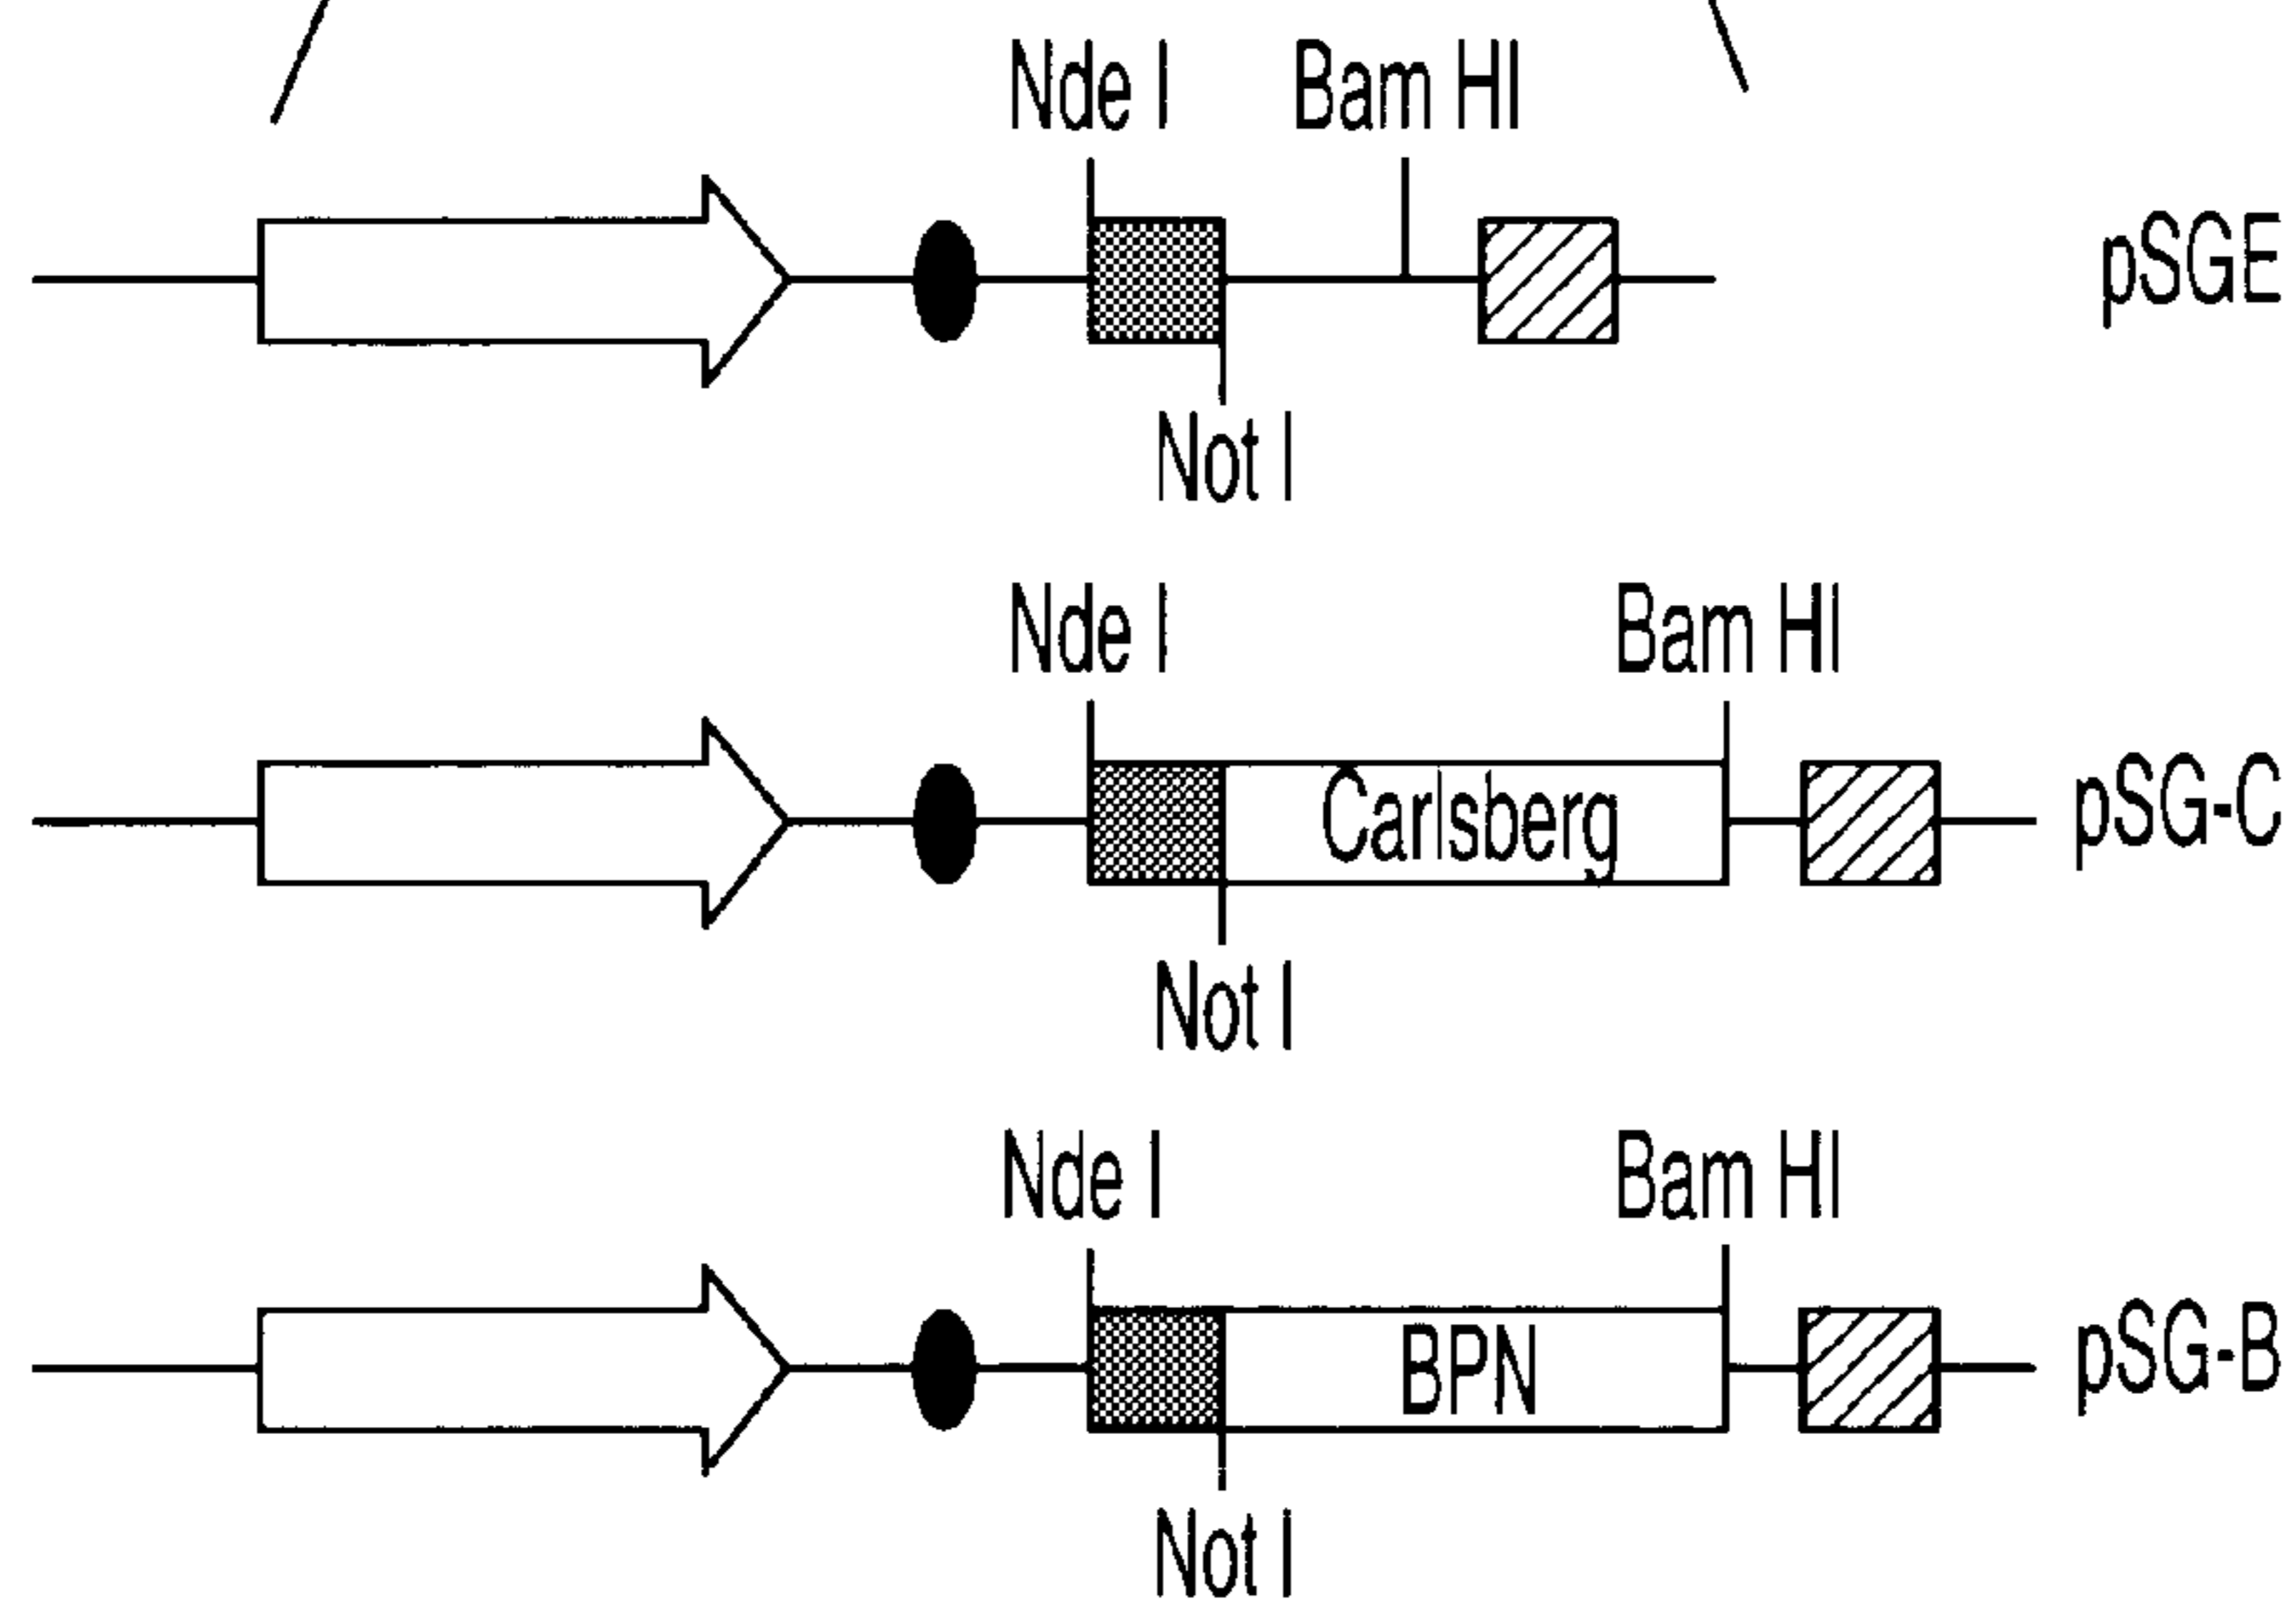 Nde I Bam HI
pSGE
Not I
Nde I Bam HI
Carlsberg pSG-C
Not I
Nde I Bam HI
BPN pSG-B
Not I